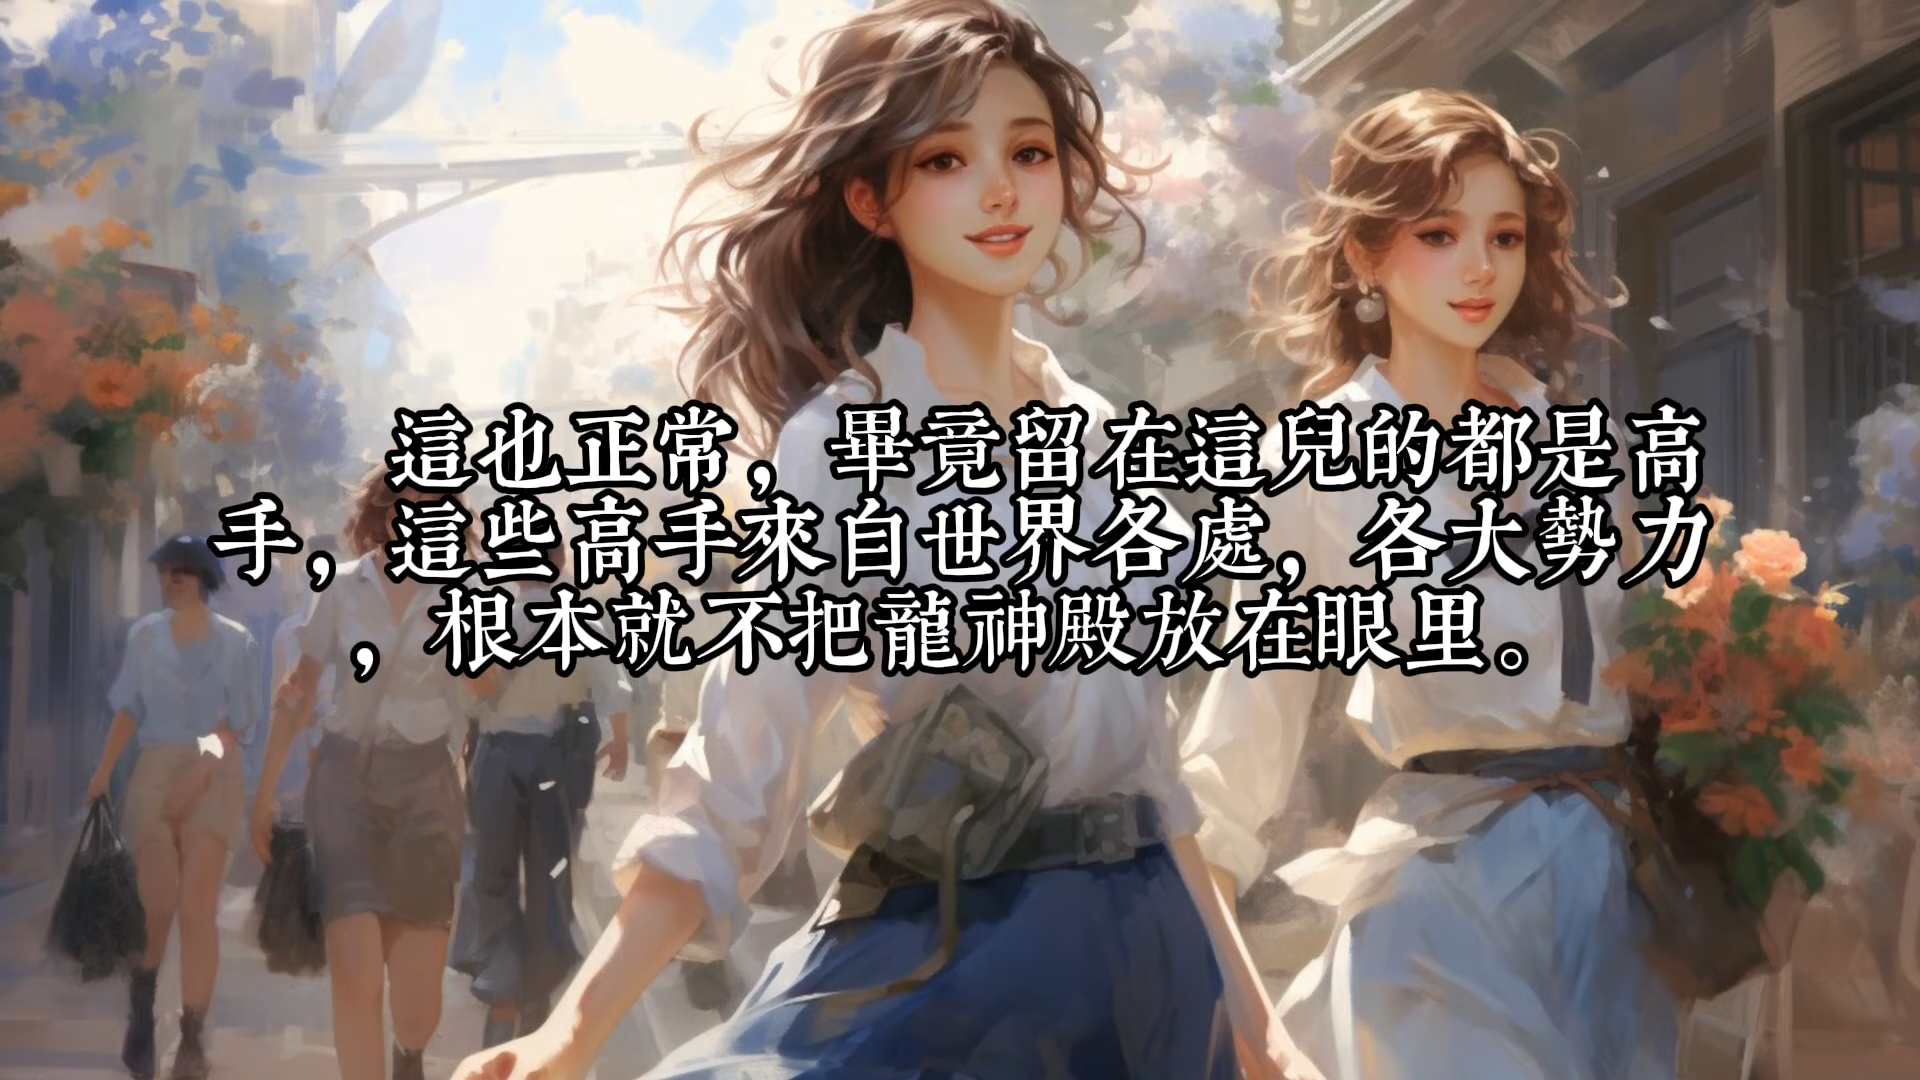 這也正常，畢竟留在這兒的都是高
手，這些高手來自世界各處，各大勢力
，根本就不把龍神殿放在眼里。